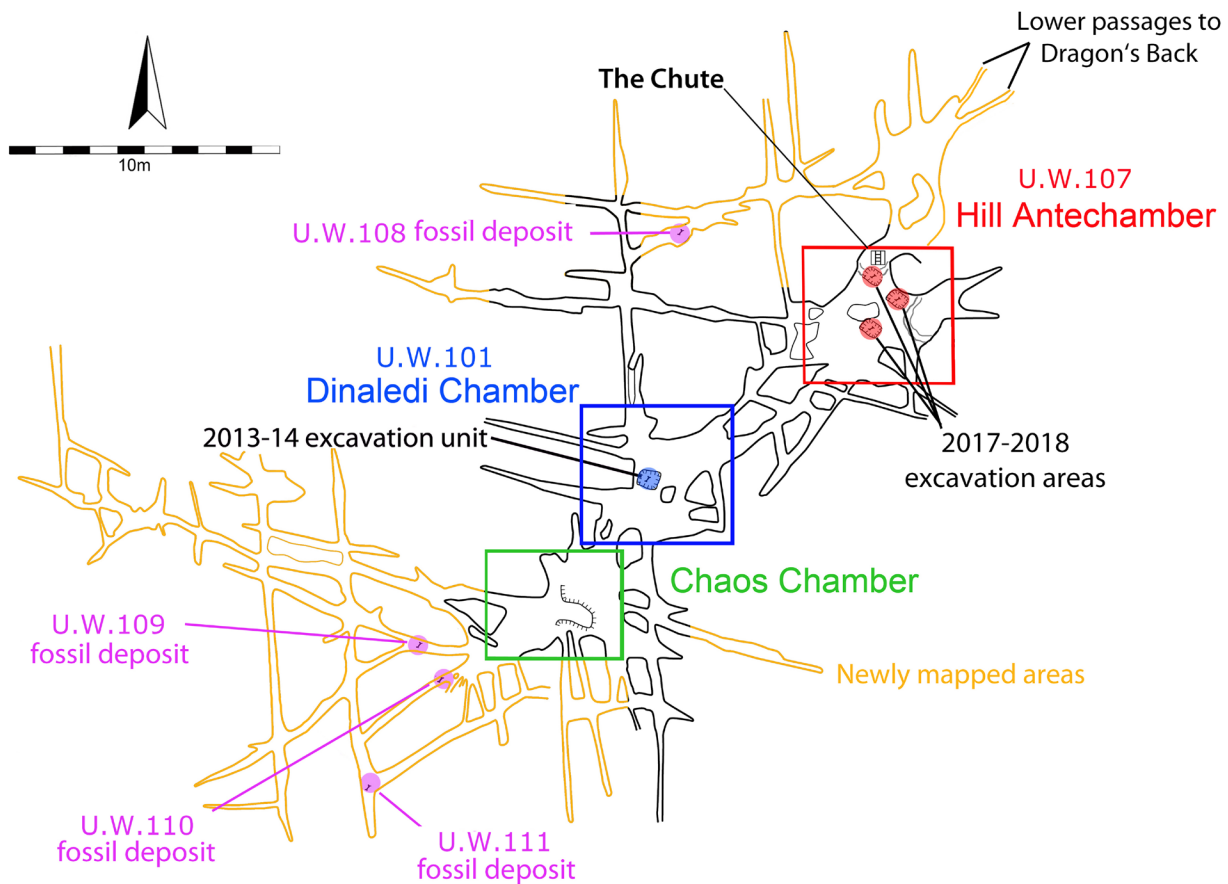 Lower passages to
Dragon‘s Back
The Chute
U.W.107
Hill Antechamber
10m
U.W.108 fossil deposit
U.W.101
Dinaledi Chamber
2013-14 excavation unit
2017-2018
excavation areas
Chaos Chamber
U.W.109
fossil deposit
Newly mapped areas
U.W.110
fossil deposit
U.W.111
fossil deposit